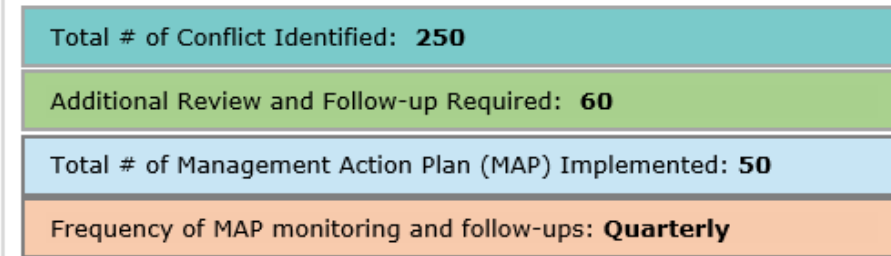 Total # of Conflict Identified: 250
Additional Review and Follow-up Required: 60
Total # of Management Action Plan (MAP) Implemented: 50
Frequency of MAP monitoring and follow-ups: Quarterly